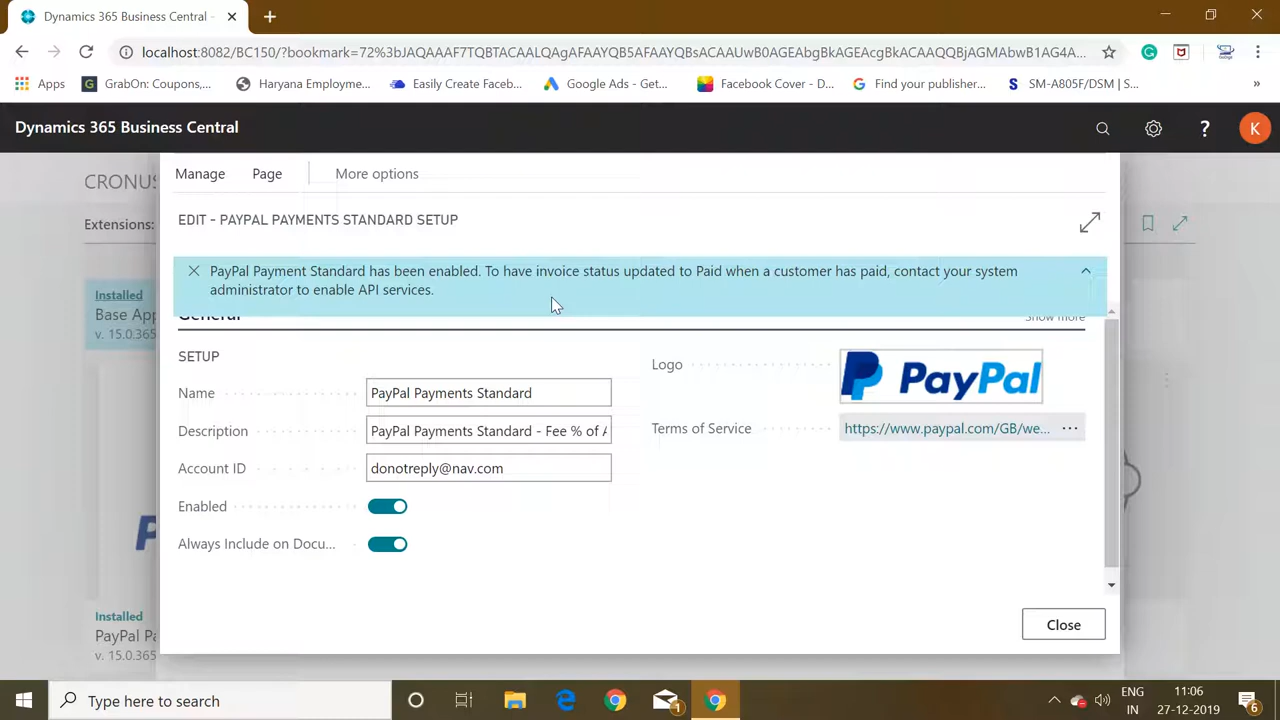 Dynamics 365 Business Central -
localhost:8082/BC150/?bookmark=72%3bJAQAAAF7TQBTACAALQAgAFAAYQB5AFAAYQBsACAAUwB0AGEAbgBkAGEAcgBkACAAQQBjAGMAbwB1AG4A...
Apps
G
GrabOn: Coupons,...
Haryana Employme...
Easily Create Faceb...
Google Ads - Get...
Facebook Cover - D...
Find your publisher...
S
SM-A805F/DSM | S...
»
Dynamics 365 Business Central
?
K
CRONUS
Extensions:
Manage
Page
More options
EDIT - PAYPAL PAYMENTS STANDARD SETUP
PayPal Payment Standard has been enabled. To have invoice status updated to Paid when a customer has paid, contact your system
administrator to enable API services.
General
Show more
Installed
Base App
v. 15.0.365
SETUP
Name
PayPal Payments Standard
Description
PayPal Payments Standard - Fee % of A
Account ID
donotreply@nav.com
Enabled
Always Include on Docu...
Logo
PayPal
Terms of Service
https://www.paypal.com/GB/we...
...
Installed
PayPal Pa
v. 15.0.365
Close
Type here to search
1
ENG
IN
11:06
27-12-2019
6